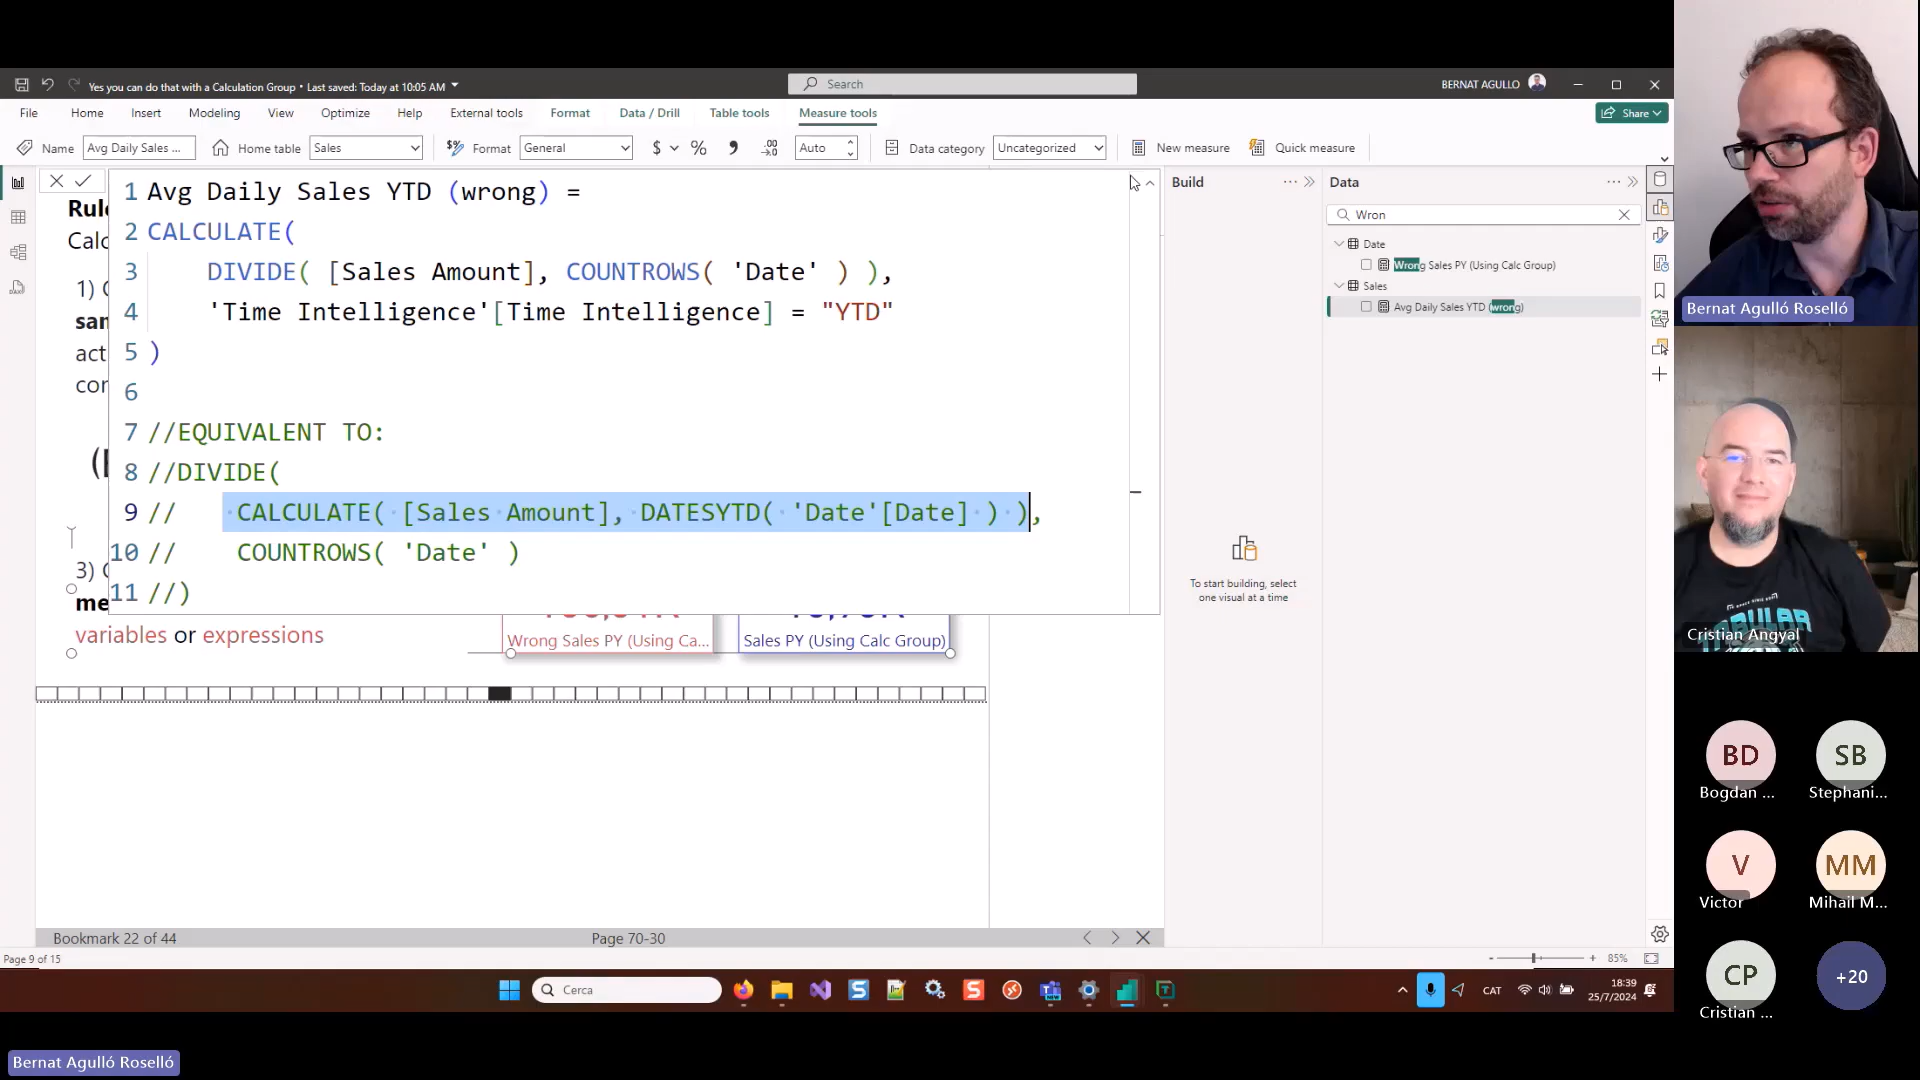 Yes you can do that with a Calculation Group • Last saved: Today at 10:05 AM
Search
BERNAT AGULLO
File Home Insert Modeling View Optimize Help External tools Format Data / Drill Table tools Measure tools
Share
Name Avg Daily Sales ... Home table Sales Format General $ % Auto Data category Uncategorized New measure Quick measure
1 Avg Daily Sales YTD (wrong) =
2 CALCULATE(
3 DIVIDE( [Sales Amount], COUNTROWS( 'Date' ) ),
4 'Time Intelligence'[Time Intelligence] = "YTD"
5 )
6
7 //EQUIVALENT TO:
8 //DIVIDE(
9 // CALCULATE( [Sales Amount], DATESYTD( 'Date'[Date] ) ),
10 // COUNTROWS( 'Date' )
11 //)
1)
3)
variables or expressions
Wrong Sales PY (Using Ca...
Sales PY (Using Calc Group)
Build
To start building, select
one visual at a time
Data
Wron
Date
Wrong Sales PY (Using Calc Group)
Sales
Avg Daily Sales YTD (wrong)
Bookmark 22 of 44
Page 70-30
Page 9 of 15
- + 85%
Cerca
CAT
18:39
25/7/2024
Bernat Agulló Roselló
Cristian Angyal
BD
Bogdan ...
SB
Stephani...
V
Victor
MM
Mihail M...
CP
Cristian ...
+20
Bernat Agulló Roselló